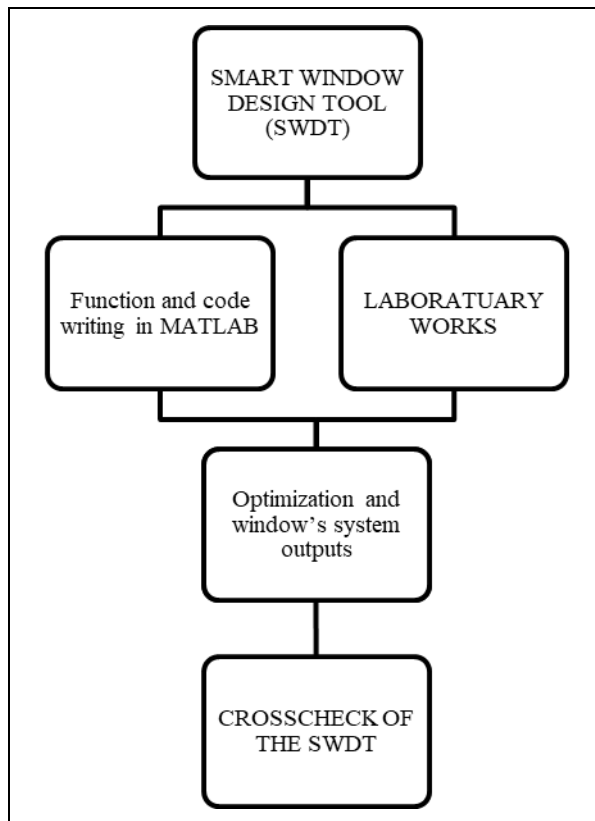 SMART WINDOW
DESIGN TOOL
(SWDT)
Function and code
writing in MATLAB
LABORATUARY
WORKS
Optimization and
window’s system
outputs
CROSSCHECK OF
THE SWDT